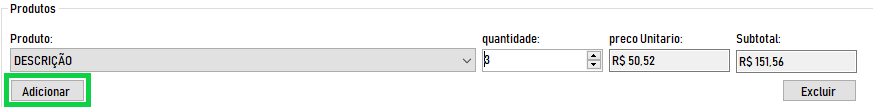 Produtos
Produto: quantidade: preco Unitario: Subtotal:
DESCRIÇÃO 3 R$ 50,52 R$ 151,56
Adicionar Excluir